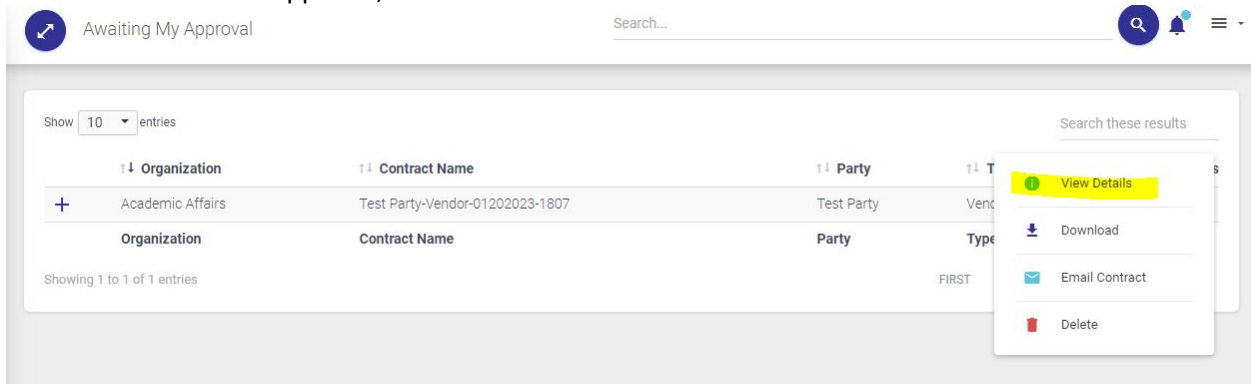 Awaiting My Approval
Search...
Show 10 entries
Search these results
Organization Contract Name Party T s
Academic Affairs Test Party-Vendor-01202023-1807 Test Party Vend
Organization Contract Name Party Type
Showing 1 to 1 of 1 entries FIRST
View Details
Download
Email Contract
Delete